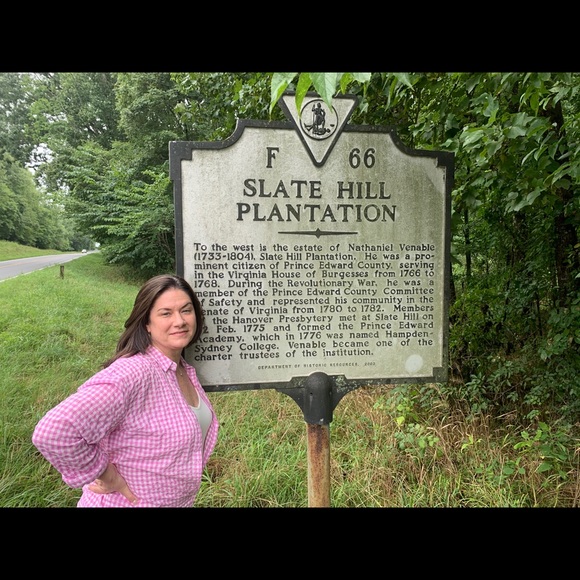 F 66
SLATE HILL
PLANTATION
To the west is the estate of Nathaniel Venable
(1733-1804), Slate Hill Plantation. He was a pro-
minent citizen of Prince Edward County, serving
in the Virginia House of Burgesses from 1766 to
1768. During the Revolutionary War, he was a
member of the Prince Edward County Committee
of Safety and represented his community in the
enate of Virginia from 1780 to 1782. Members
the Hanover Presbytery met at Slate Hill on
2 Feb. 1775 and formed the Prince Edward
Academy, which in 1776 was named Hampden-
Sydney College. Venable became one of the
charter trustees of the institution.
DEPARTMENT OF HISTORIC RESOURCES,